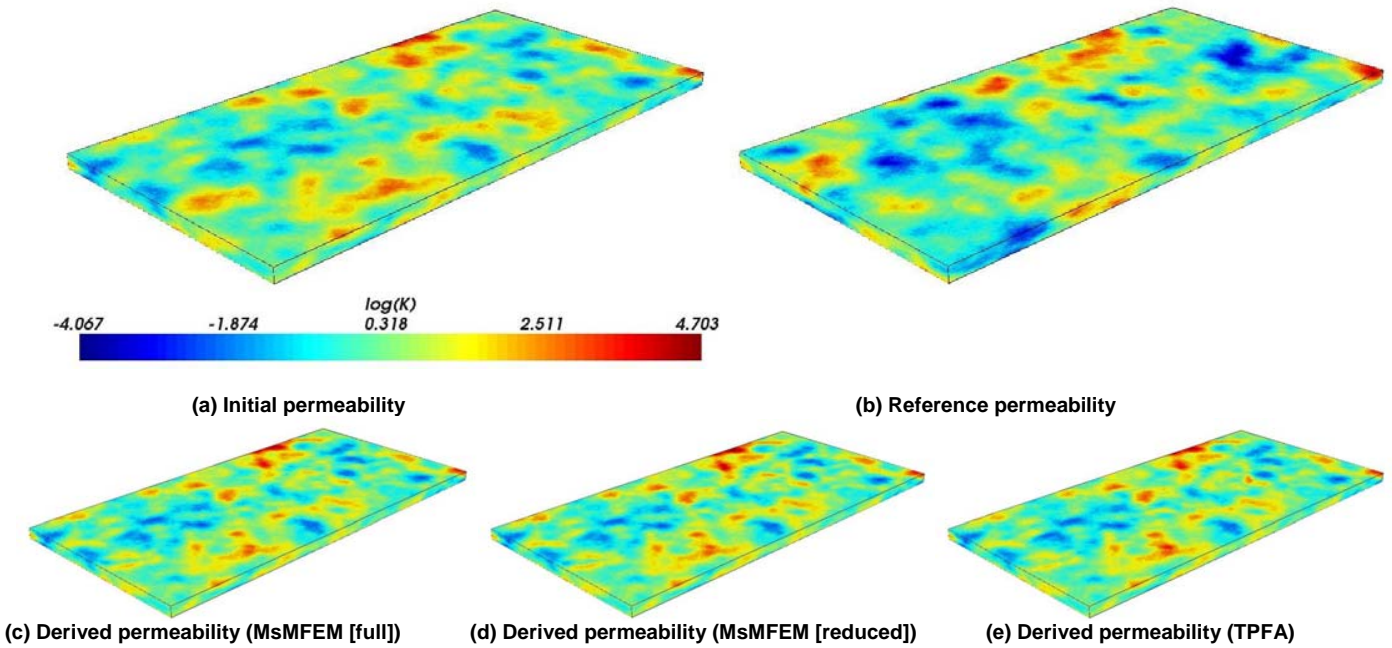 log(K)
-4.067 -1.874 0.318 2.511 4.703
(a) Initial permeability
(b) Reference permeability
(c) Derived permeability (MsMFEM [full])
(d) Derived permeability (MsMFEM [reduced])
(e) Derived permeability (TPFA)